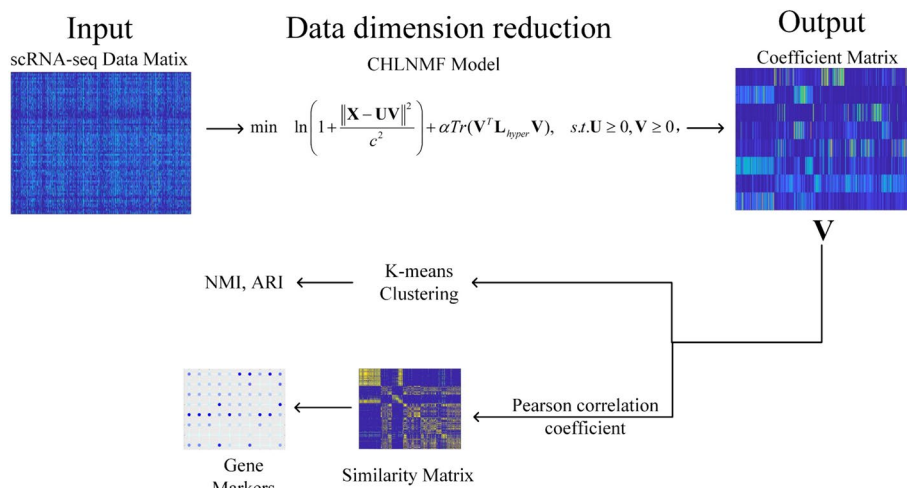 Input
Data dimension reduction
Output
scRNA-seq Data Matix
CHLNMF Model
Coefficient Matrix
min ln(1 + ‖X − UV‖² / c²) + αTr(VᵀL_hyper V), s.t.U ≥ 0, V ≥ 0,
V
NMI, ARI
K-means
Clustering
Pearson correlation
coefficient
Gene
Markers
Similarity Matrix